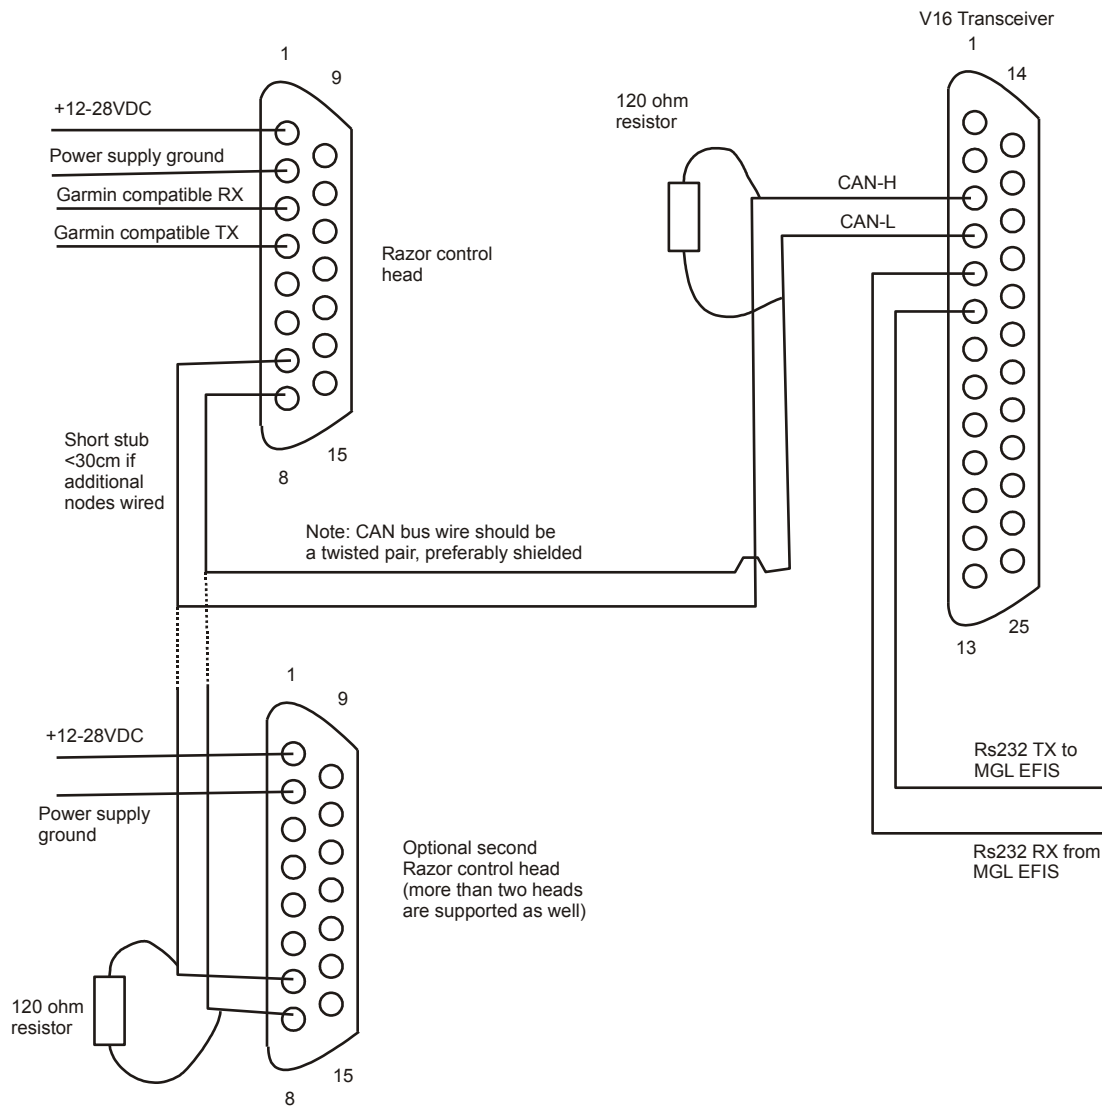 V16 Transceiver
1
14
1
9
+12-28VDC
Power supply ground
Garmin compatible RX
Garmin compatible TX
Razor control
head
120 ohm
resistor
CAN-H
CAN-L
Short stub
<30cm if
additional
nodes wired
15
8
Note: CAN bus wire should be
a twisted pair, preferably shielded
25
13
1
9
+12-28VDC
Power supply
ground
Optional second
Razor control head
(more than two heads
are supported as well)
Rs232 TX to
MGL EFIS
Rs232 RX from
MGL EFIS
120 ohm
resistor
15
8